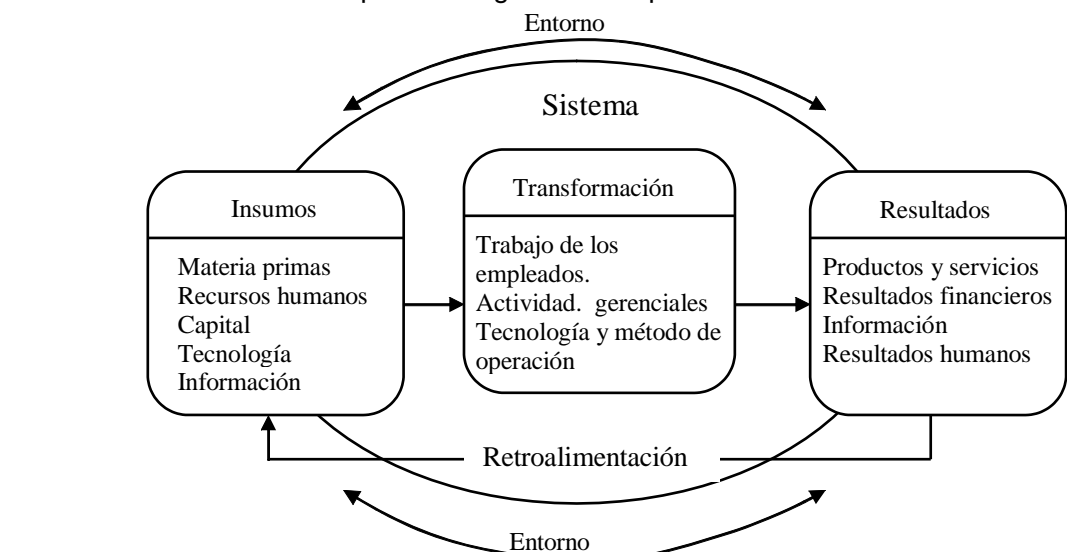 Entorno
Sistema
Insumos
Materia primas
Recursos humanos
Capital
Tecnología
Información
Transformación
Trabajo de los
empleados.
Actividad.  gerenciales
Tecnología y método de
operación
Resultados
Productos y servicios
Resultados financieros
Información
Resultados humanos
Retroalimentación
Entorno